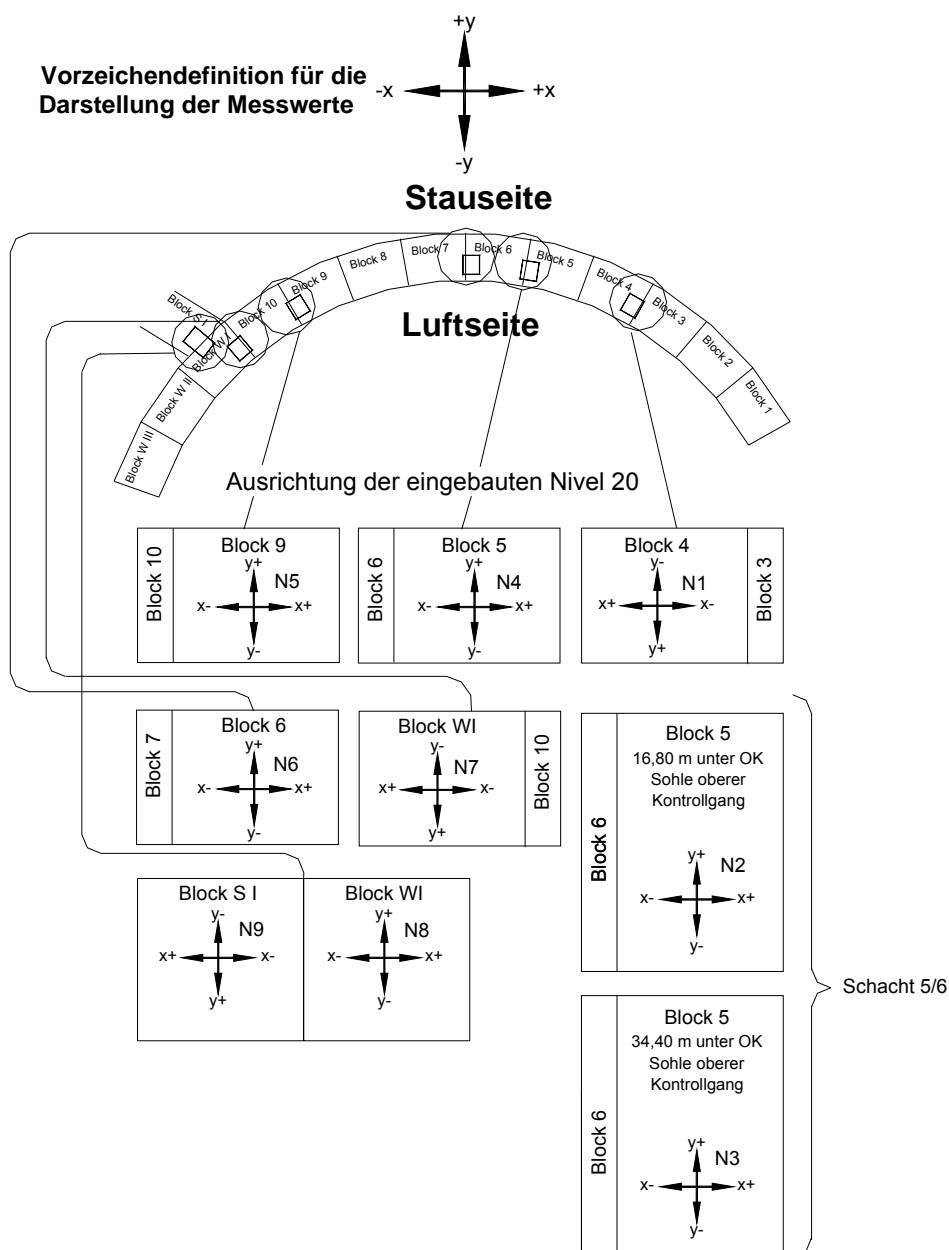 +y
Vorzeichendefinition für die
Darstellung der Messwerte
-x
+x
-y
Stauseite
Block 7
Block 6
Block 8
Block 5
Block 9
Block 4
Block 10
Block 3
Block S I
Block W I
Block 2
Block W II
Block 1
Block W III
Luftseite
Ausrichtung der eingebauten Nivel 20
Block 10
Block 9
y+
N5
x-
x+
y-
Block 6
Block 5
y+
N4
x-
x+
y-
Block 4
y-
N1
x+
x-
y+
Block 3
Block 7
Block 6
y+
N6
x-
x+
y-
Block WI
y-
N7
x+
x-
y+
Block 10
Block 6
Block 5
16,80 m unter OK
Sohle oberer
Kontrollgang
y+
N2
x-
x+
y-
Block S I
y-
N9
x+
x-
y+
Block WI
y+
N8
x-
x+
y-
Schacht 5/6
Block 6
Block 5
34,40 m unter OK
Sohle oberer
Kontrollgang
y+
N3
x-
x+
y-